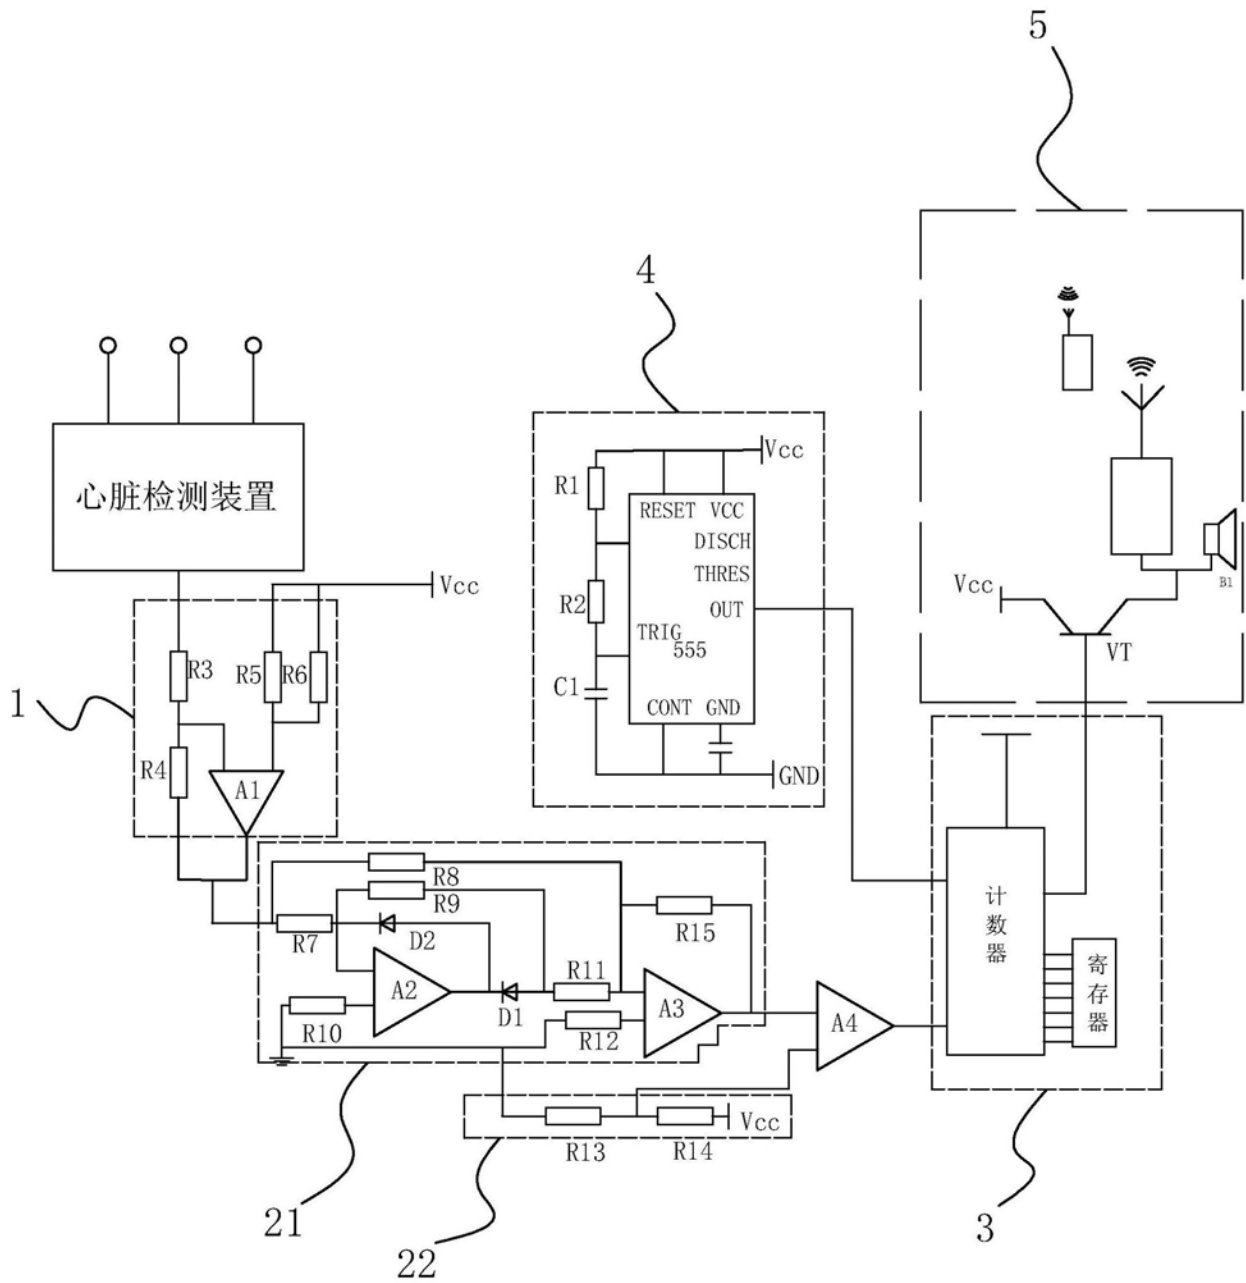 5
4
Vcc
R1
RESET VCC
DISCH
THRES
OUT
R2
TRIG
555
C1
CONT GND
GND
心脏检测装置
Vcc
R3
R5
R6
1
R4
A1
Vcc
B1
VT
R8
R9
R7
D2
R15
A2
R11
D1
A3
R10
R12
A4
计数器
寄存器
Vcc
R13
R14
21
22
3